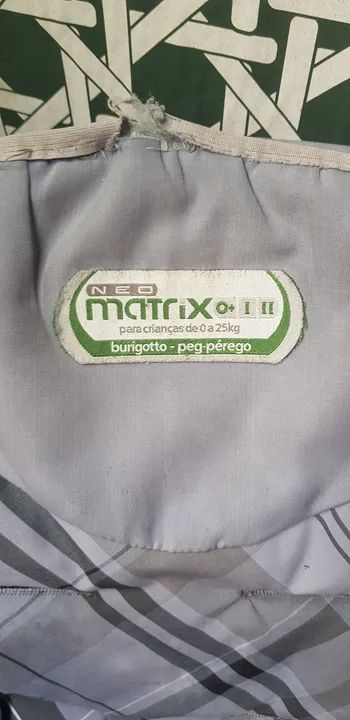 NEO
matrix 0+ I II
para crianças de 0 a 25kg
burigotto - peg-pérego